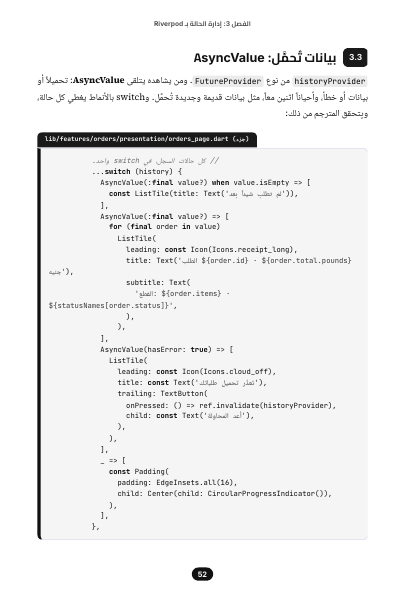 الفصل 3: إدارة الحالة بـ Riverpod
3.3 بيانات تُحمَّل: AsyncValue
historyProvider من نوع FutureProvider. ومن يشاهده يتلقى AsyncValue: تحميلاً أو
بيانات أو خطأ، وأحياناً اثنين معاً، مثل بيانات قديمة وجديدة تُحمَّل. وswitch بالأنماط يغطي كل حالة،
ويتحقق المترجم من ذلك:
lib/features/orders/presentation/orders_page.dart (جزء)
// كل حالات السجل، في switch واحد.
...switch (history) {
AsyncValue(:final value?) when value.isEmpty => [
const ListTile(title: Text('لم تطلب شيئاً بعد')),
],
AsyncValue(:final value?) => [
for (final order in value)
ListTile(
leading: const Icon(Icons.receipt_long),
title: Text('الطلب ${order.id} · ${order.total.pounds}
جنيه'),
subtitle: Text(
'القطع: ${order.items} ·
${statusNames[order.status]}',
),
),
],
AsyncValue(hasError: true) => [
ListTile(
leading: const Icon(Icons.cloud_off),
title: const Text('تعذّر تحميل طلباتك'),
trailing: TextButton(
onPressed: () => ref.invalidate(historyProvider),
child: const Text('أعد المحاولة'),
),
),
],
_ => [
const Padding(
padding: EdgeInsets.all(16),
child: Center(child: CircularProgressIndicator()),
),
],
},
52